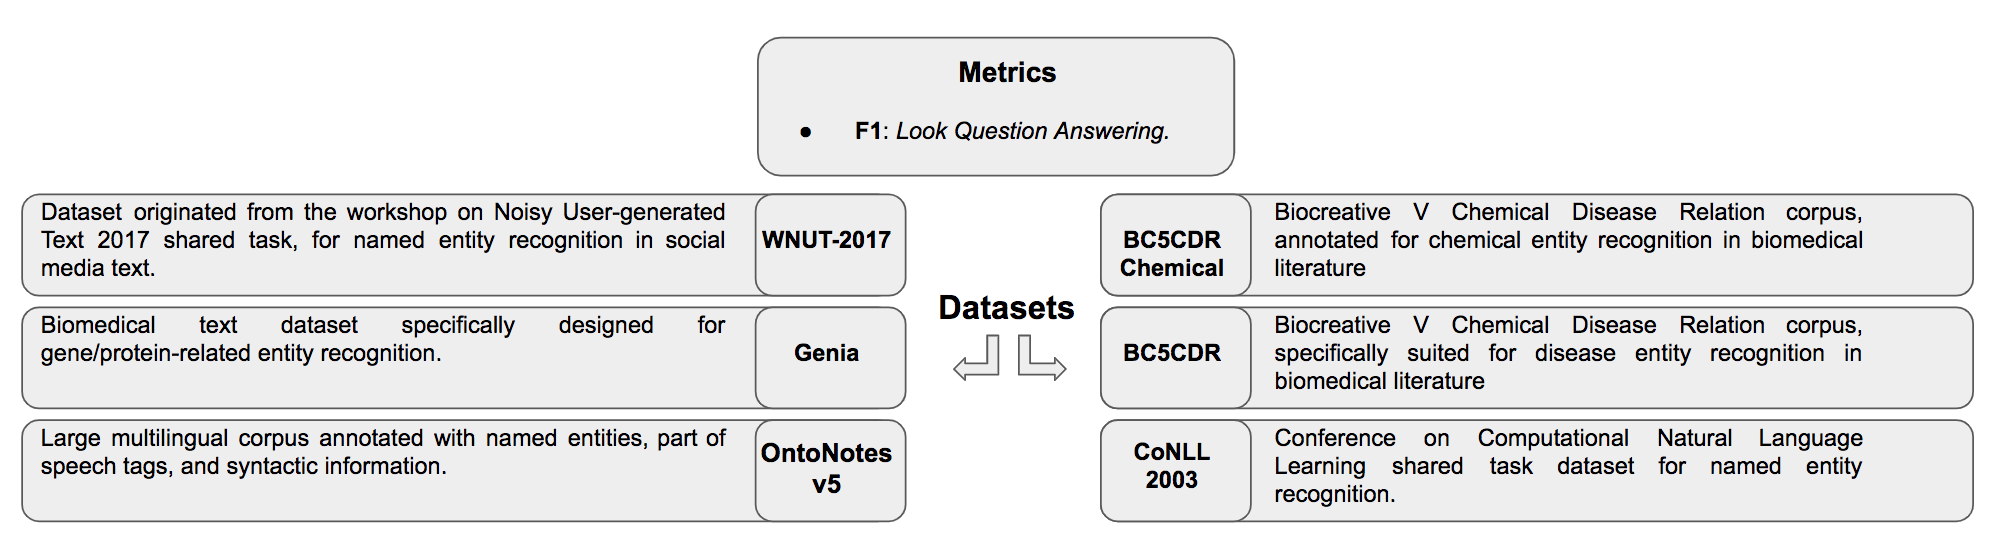 Metrics
● F1: Look Question Answering.
Dataset originated from the workshop on Noisy User-generated
Text 2017 shared task, for named entity recognition in social
media text.
WNUT-2017
Biomedical text dataset specifically designed for
gene/protein-related entity recognition.
Genia
Large multilingual corpus annotated with named entities, part of
speech tags, and syntactic information.
OntoNotes
v5
Datasets
BC5CDR
Chemical
Biocreative V Chemical Disease Relation corpus,
annotated for chemical entity recognition in biomedical
literature
BC5CDR
Biocreative V Chemical Disease Relation corpus,
specifically suited for disease entity recognition in
biomedical literature
CoNLL
2003
Conference on Computational Natural Language
Learning shared task dataset for named entity
recognition.